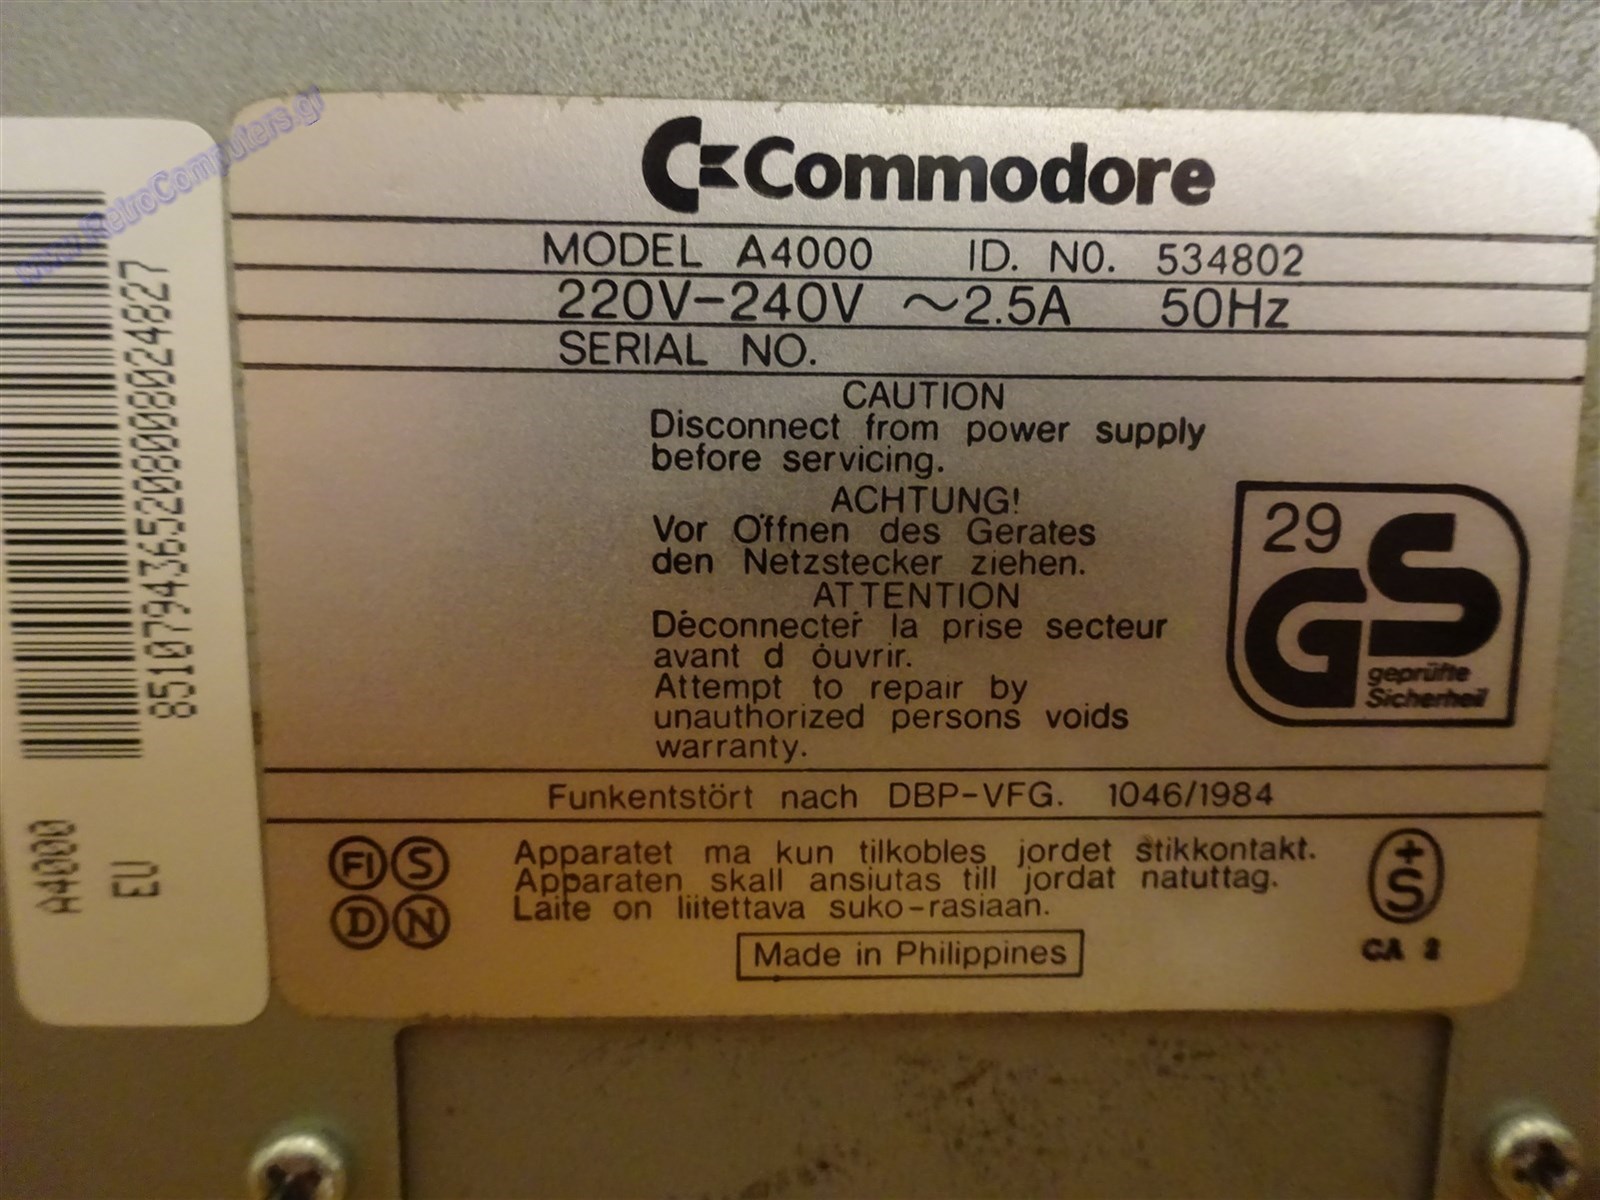 www.RetroComputers.gr
8510794365208008024827
A4000
EU
Commodore
MODEL A4000 ID. NO. 534802
220V-240V ~2.5A 50Hz
SERIAL NO.
CAUTION
Disconnect from power supply
before servicing.
ACHTUNG!
Vor Öffnen des Gerates
den Netzstecker ziehen.
ATTENTION
Déconnecter la prise secteur
avant d ouvrir.
Attempt to repair by
unauthorized persons voids
warranty.
29
GS
geprüfte
Sicherheit
Funkentstört nach DBP-VFG. 1046/1984
FI S
D N
Apparatet ma kun tilkobles jordet stikkontakt.
Apparaten skall ansiutas till jordat natuttag.
Laite on liitettava suko-rasiaan.
+S
CA 2
Made in Philippines